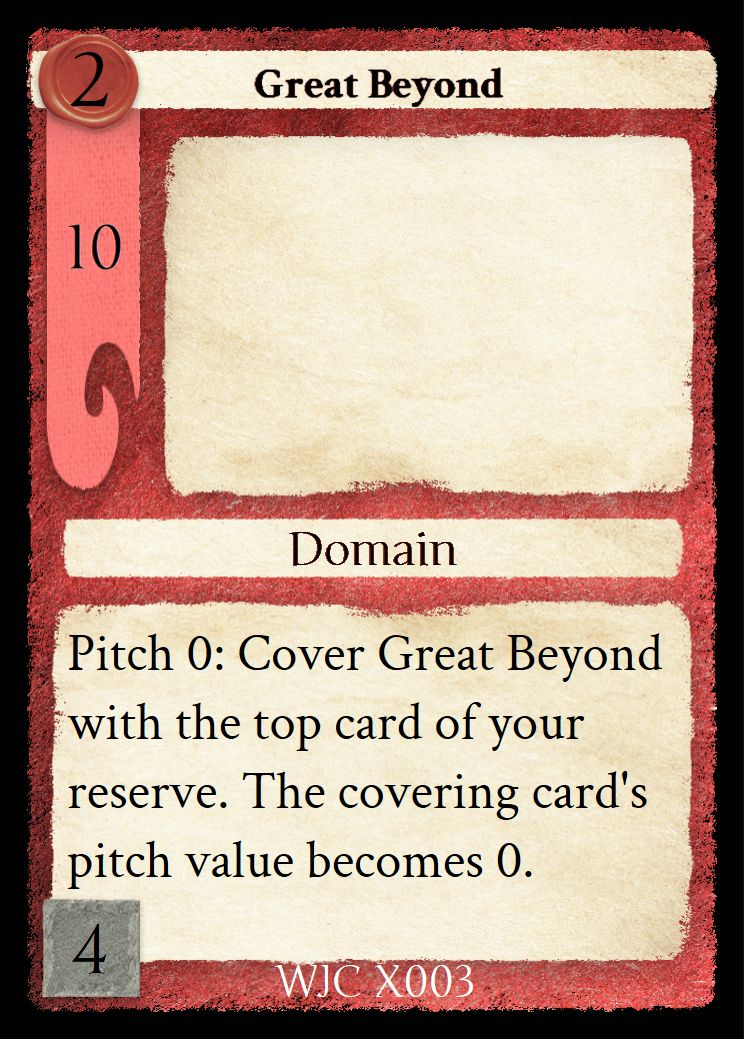 2
Great Beyond
10
Domain
Pitch 0: Cover Great Beyond
with the top card of your
reserve. The covering card's
pitch value becomes 0.
4
WJC X003